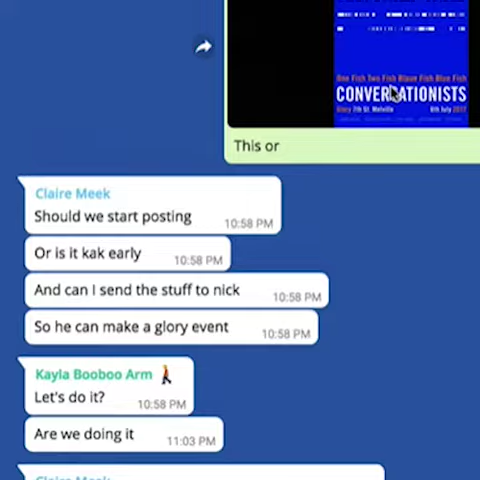 One Fish Two Fish Blaue Fish Blue Fish
CONVERSATIONISTS
Glory 7th St. Melville 6th July 2017
This or
Claire Meek
Should we start posting
10:58 PM
Or is it kak early
10:58 PM
And can I send the stuff to nick
10:58 PM
So he can make a glory event
10:58 PM
Kayla Booboo Arm
Let's do it?
10:58 PM
Are we doing it
11:03 PM
Claire Meek